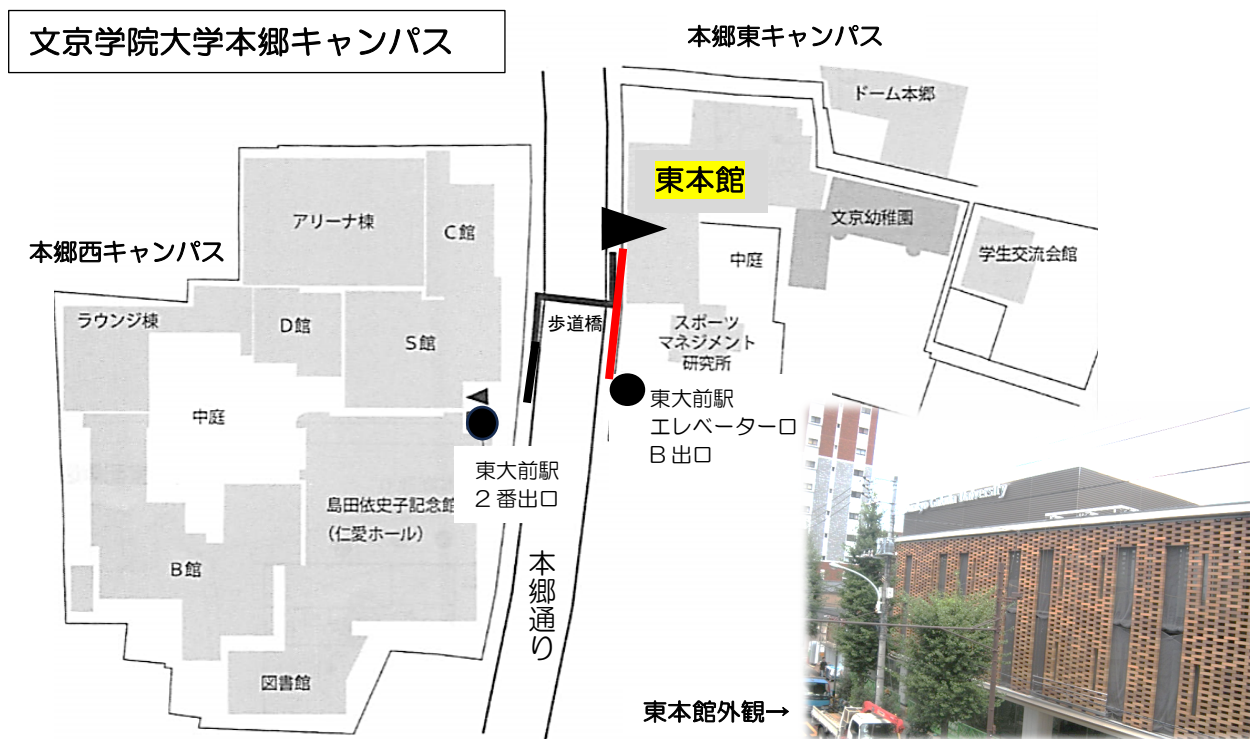 文京学院大学本郷キャンパス
本郷東キャンパス
ドーム本郷
東本館
アリーナ棟
C館
文京幼稚園
本郷西キャンパス
中庭
学生交流会館
ラウンジ棟
D館
S館
歩道橋
スポーツ
マネジメント
研究所
中庭
東大前駅
エレベーター口
B出口
東大前駅
2番出口
島田依史子記念館
(仁愛ホール)
B館
本郷通り
図書館
東本館外観→
University